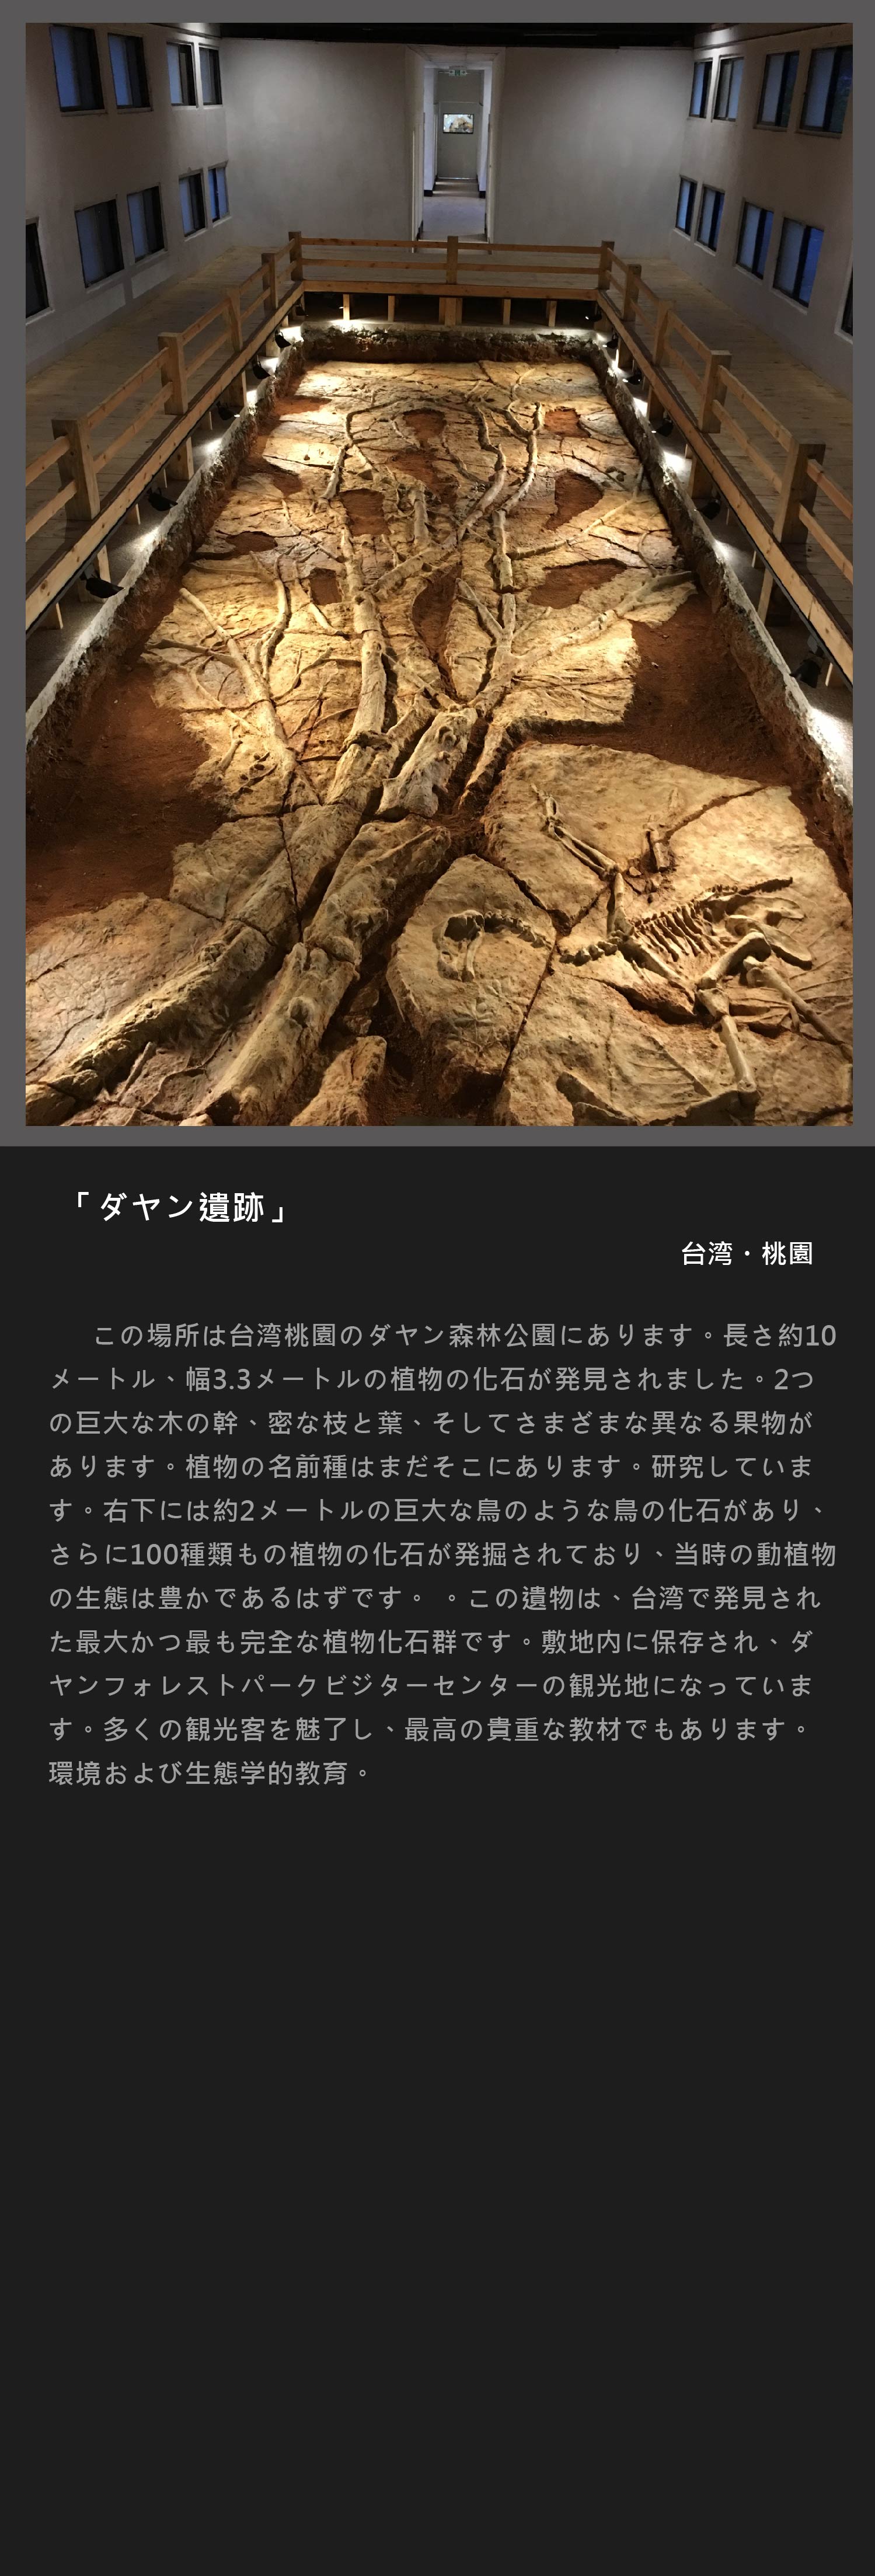 「ダヤン遺跡」
台湾・桃園
この場所は台湾桃園のダヤン森林公園にあります。長さ約10
メートル、幅3.3メートルの植物の化石が発見されました。2つ
の巨大な木の幹、密な枝と葉、そしてさまざまな異なる果物が
あります。植物の名前種はまだそこにあります。研究していま
す。右下には約2メートルの巨大な鳥のような鳥の化石があり、
さらに100種類もの植物の化石が発掘されており、当時の動植物
の生態は豊かであるはずです。 。この遺物は、台湾で発見され
た最大かつ最も完全な植物化石群です。敷地内に保存され、ダ
ヤンフォレストパークビジターセンターの観光地になっていま
す。多くの観光客を魅了し、最高の貴重な教材でもあります。
環境および生態学的教育。